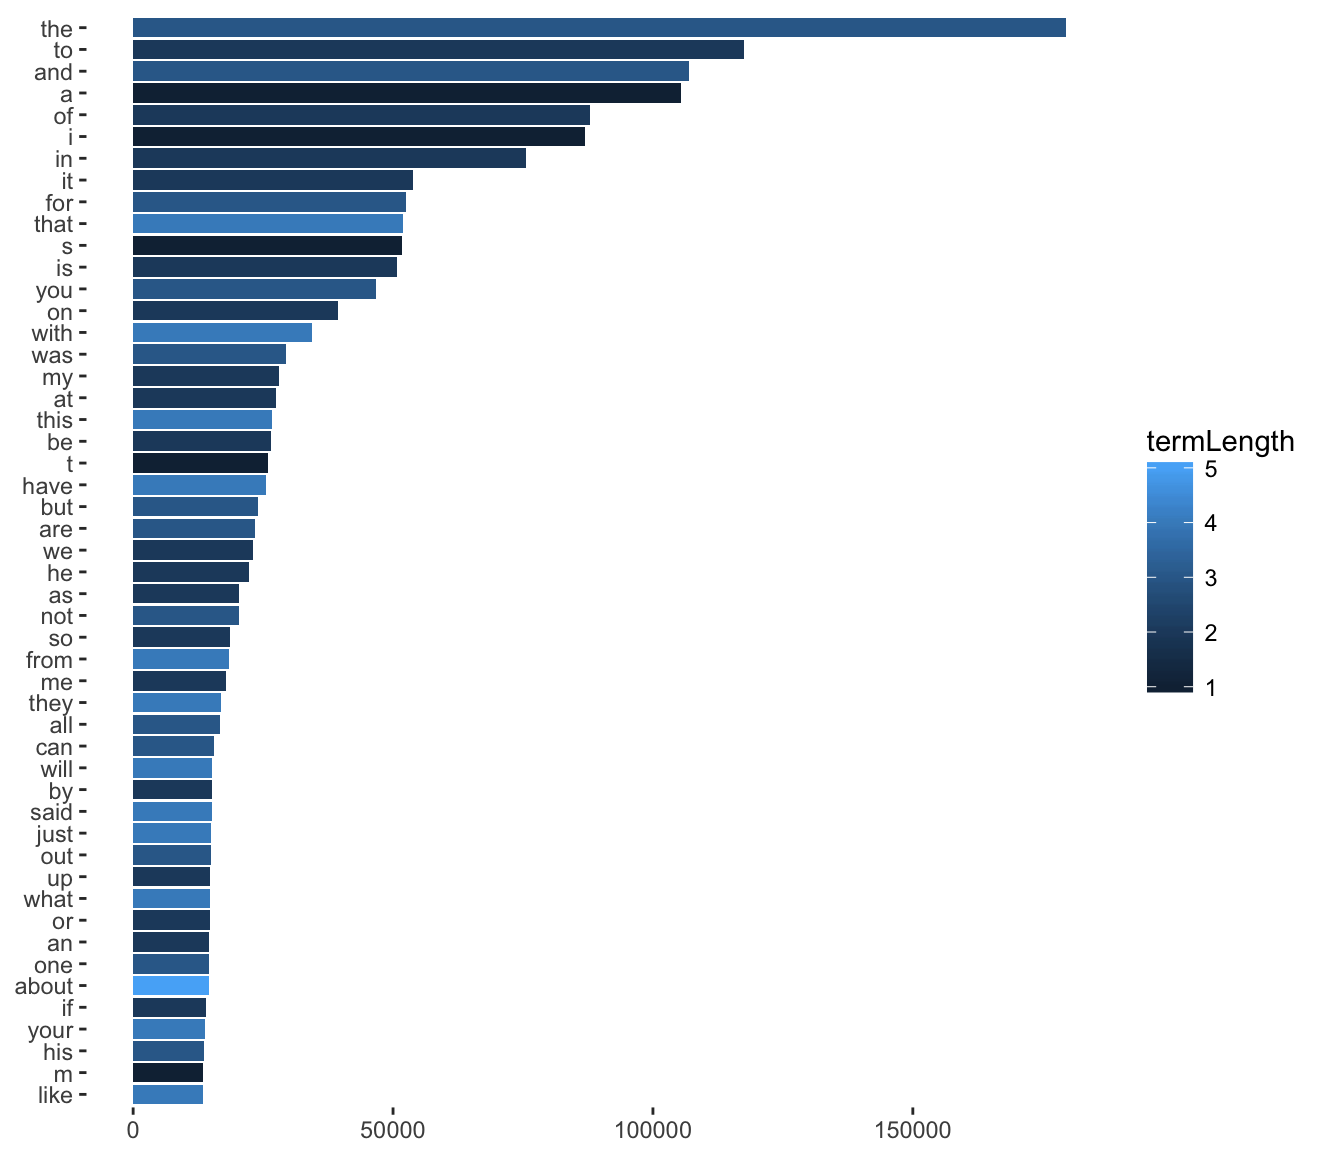 the
to
and
a
of
i
in
it
for
that
s
is
you
on
with
was
my
at
this
be
t
have
but
are
we
he
as
not
so
from
me
they
all
can
will
by
said
just
out
up
what
or
an
one
about
if
your
his
m
like
0 50000 100000 150000
termLength
5
4
3
2
1